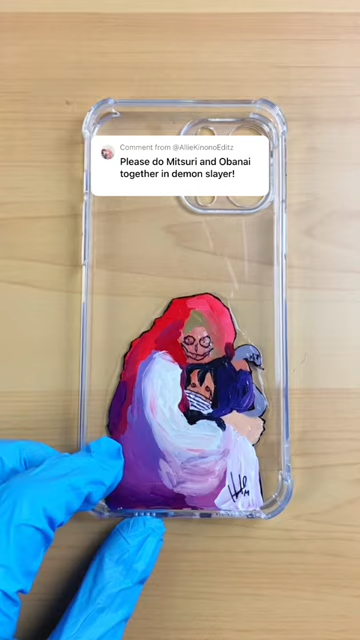 Comment from @AllieKinonoEditz
Please do Mitsuri and Obanai
together in demon slayer!